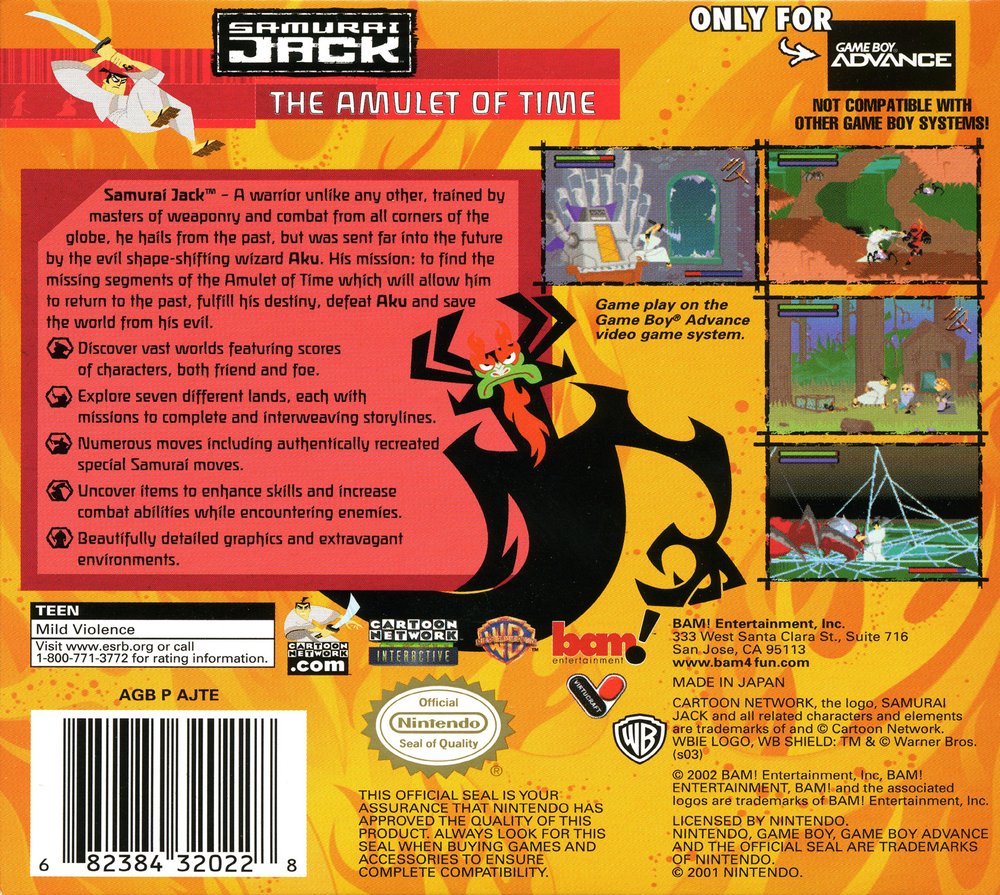 SAMURAI
JACK
THE AMULET OF TIME
ONLY FOR
GAME BOY
ADVANCE
NOT COMPATIBLE WITH
OTHER GAME BOY SYSTEMS!
Samurai Jack™ – A warrior unlike any other, trained by
masters of weaponry and combat from all corners of the
globe, he hails from the past, but was sent far into the future
by the evil shape-shifting wizard Aku. His mission: to find the
missing segments of the Amulet of Time which will allow him
to return to the past, fulfill his destiny, defeat Aku and save
the world from his evil.
Discover vast worlds featuring scores
of characters, both friend and foe.
Explore seven different lands, each with
missions to complete and interweaving storylines.
Numerous moves including authentically recreated
special Samurai moves.
Uncover items to enhance skills and increase
combat abilities while encountering enemies.
Beautifully detailed graphics and extravagant
environments.
Game play on the
Game Boy® Advance
video game system.
TEEN
Mild Violence
Visit www.esrb.org or call
1-800-771-3772 for rating information.
AGB P AJTE
6 82384 32022 8
CARTOON
NETWORK
.com
CARTOON
NETWORK
INTERACTIVE
bam!
entertainment
VIRTUCRAFT
WB
Official
Nintendo
Seal of Quality
®
THIS OFFICIAL SEAL IS YOUR
ASSURANCE THAT NINTENDO HAS
APPROVED THE QUALITY OF THIS
PRODUCT. ALWAYS LOOK FOR THIS
SEAL WHEN BUYING GAMES AND
ACCESSORIES TO ENSURE
COMPLETE COMPATIBILITY.
BAM! Entertainment, Inc.
333 West Santa Clara St., Suite 716
San Jose, CA 95113
www.bam4fun.com
MADE IN JAPAN
CARTOON NETWORK, the logo, SAMURAI
JACK and all related characters and elements
are trademarks of and © Cartoon Network.
WBIE LOGO, WB SHIELD: TM & © Warner Bros.
(s03)
© 2002 BAM! Entertainment, Inc, BAM!
ENTERTAINMENT, BAM! and the associated
logos are trademarks of BAM! Entertainment, Inc.
LICENSED BY NINTENDO.
NINTENDO, GAME BOY, GAME BOY ADVANCE
AND THE OFFICIAL SEAL ARE TRADEMARKS
OF NINTENDO.
© 2001 NINTENDO.